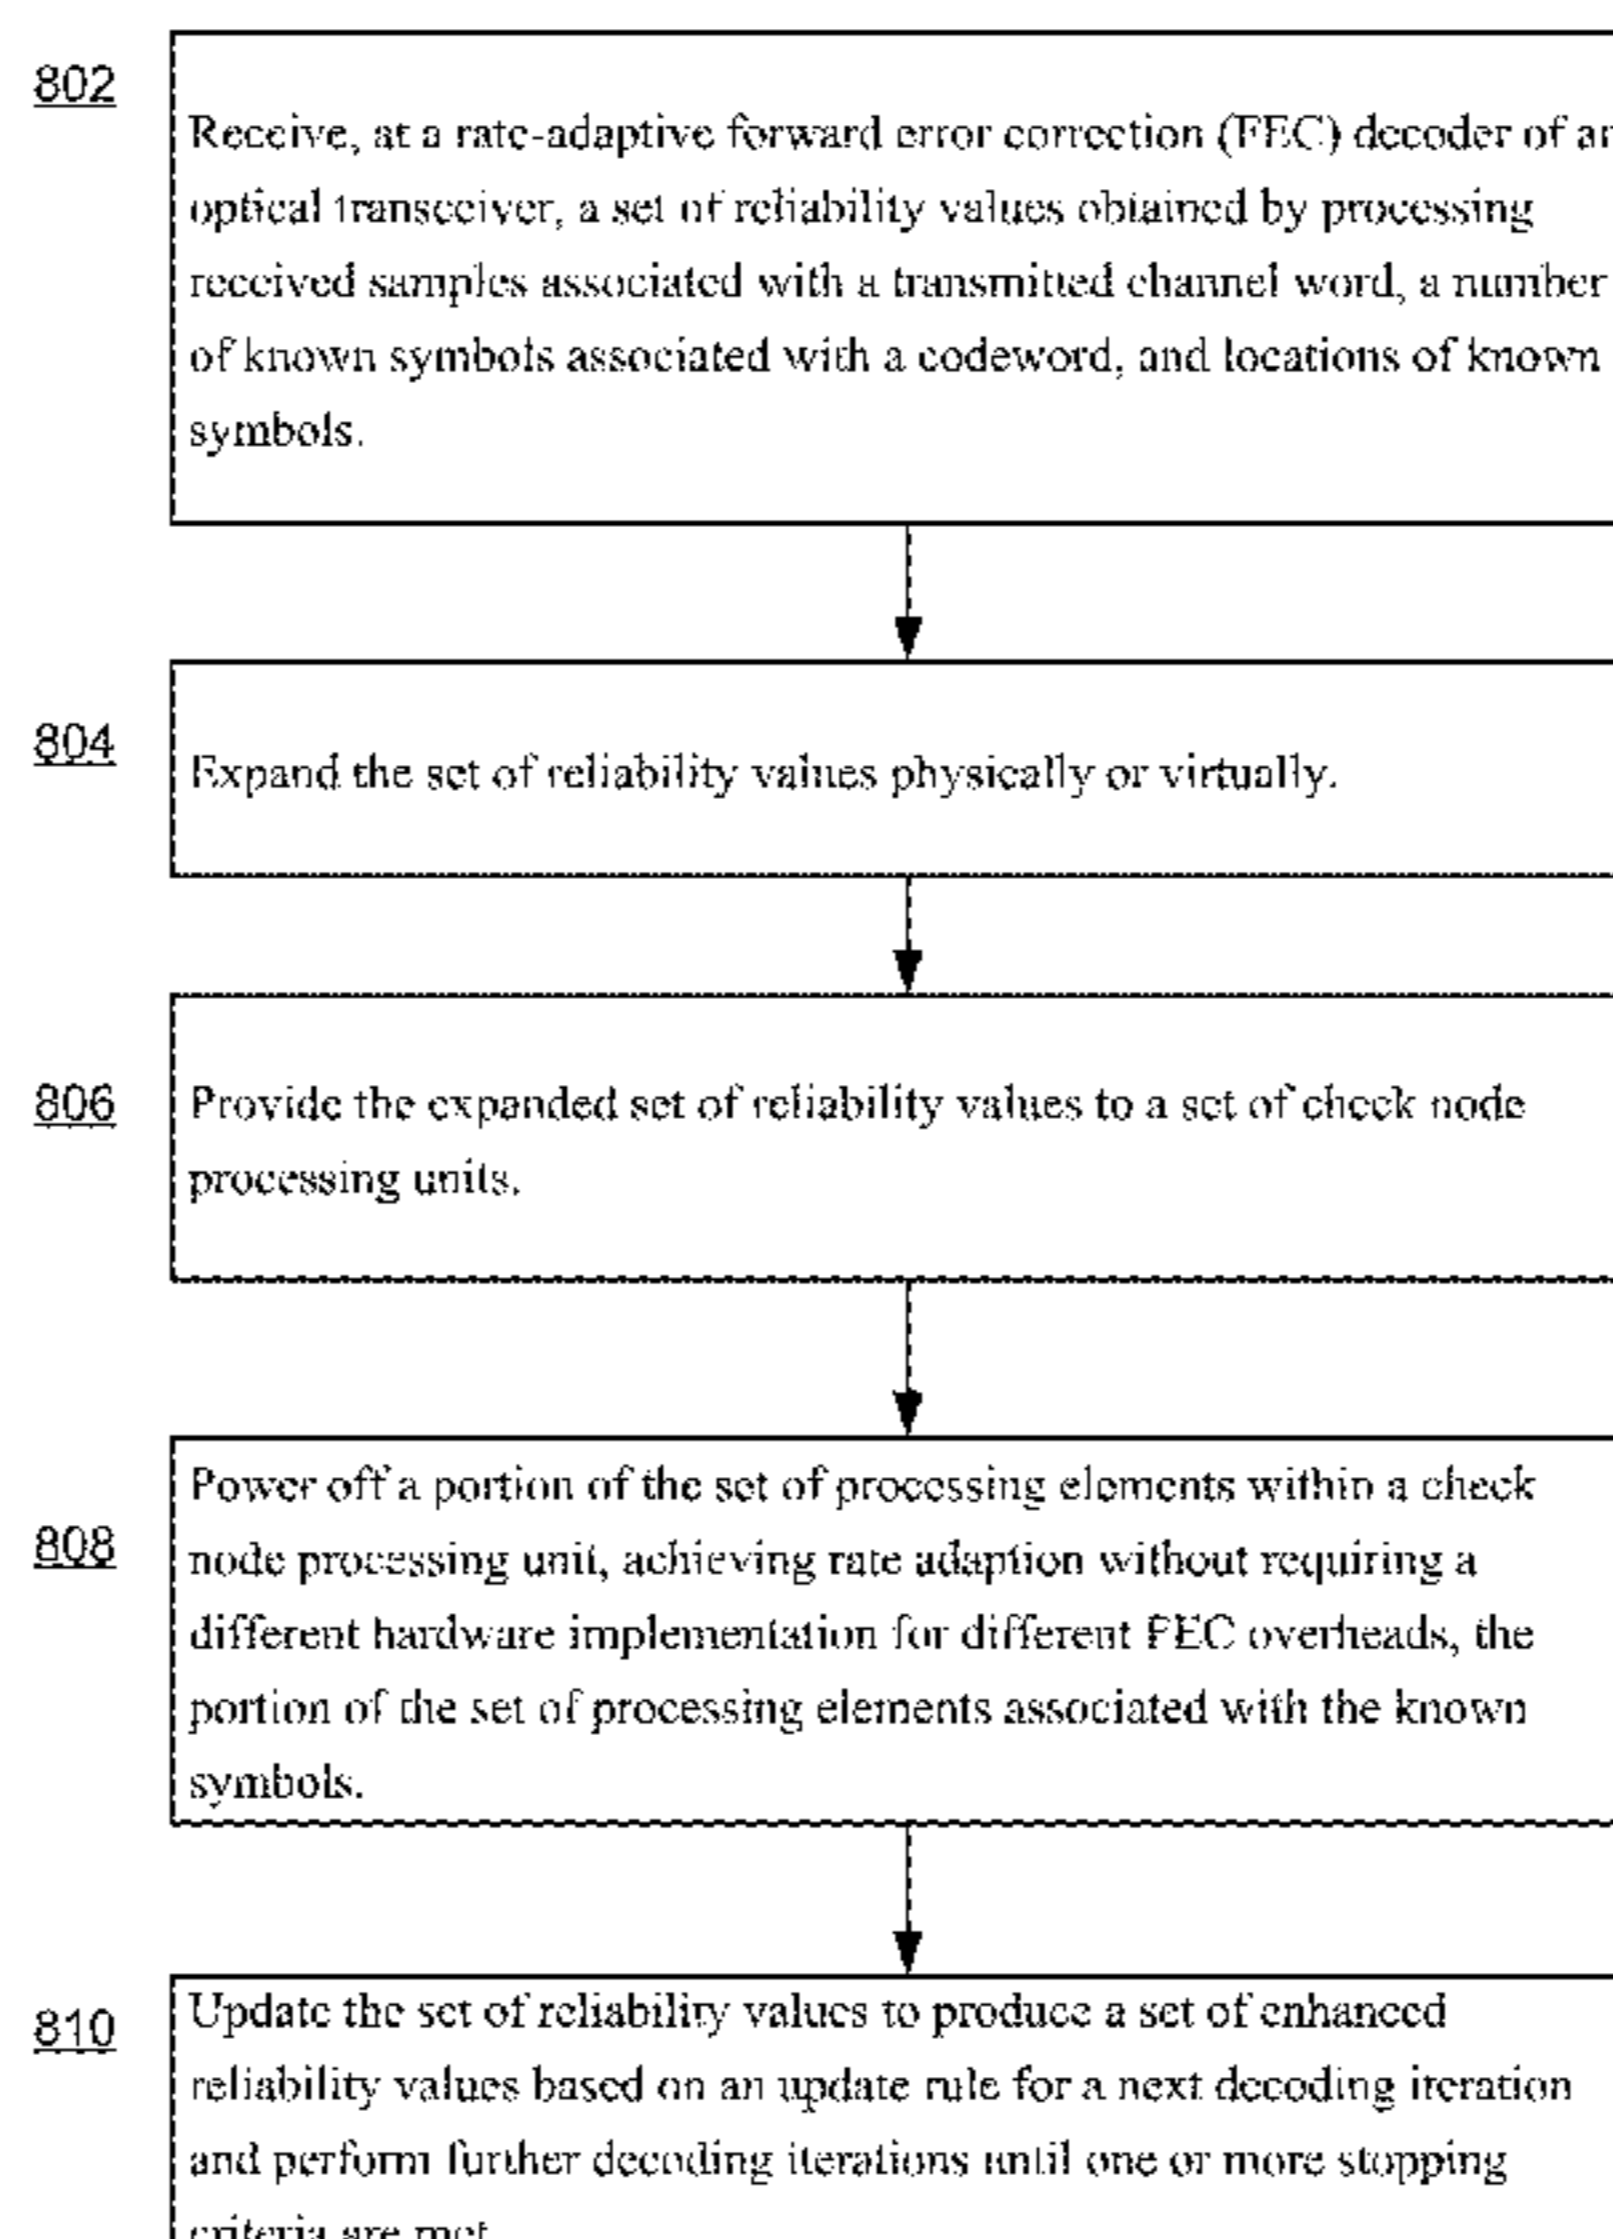 802
Receive, at a rate-adaptive forward error correction (FEC) decoder of an
optical transceiver, a set of reliability values obtained by processing
received samples associated with a transmitted channel word, a number
of known symbols associated with a codeword, and locations of known
symbols.
804
Expand the set of reliability values physically or virtually.
806
Provide the expanded set of reliability values to a set of check node
processing units.
808
Power off a portion of the set of processing elements within a check
node processing unit, achieving rate adaption without requiring a
different hardware implementation for different FEC overheads, the
portion of the set of processing elements associated with the known
symbols.
810
Update the set of reliability values to produce a set of enhanced
reliability values based on an update rule for a next decoding iteration
and perform further decoding iterations until one or more stopping
criteria are met.